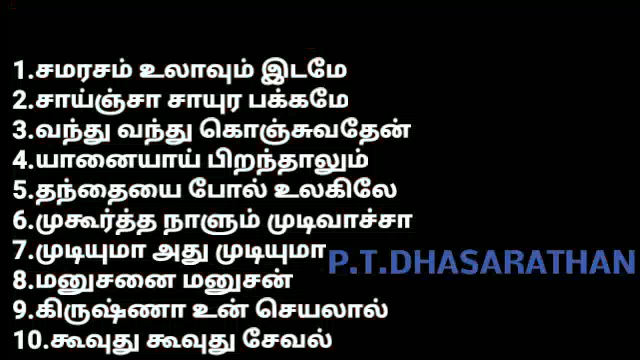 1.சமரசம் உலாவும் இடமே
2.சாய்ஞ்சா சாயுர பக்கமே
3.வந்து வந்து கொஞ்சுவதேன்
4.யானையாய் பிறந்தாலும்
5.தந்தையை போல் உலகிலே
6.முகூர்த்த நாளும் முடிவாச்சா
7.முடியுமா அது முடியுமா
P.T.DHASARATHAN
8.மனுசனை மனுசன்
9.கிருஷ்ணா உன் செயலால்
10.கூவுது கூவுது சேவல்